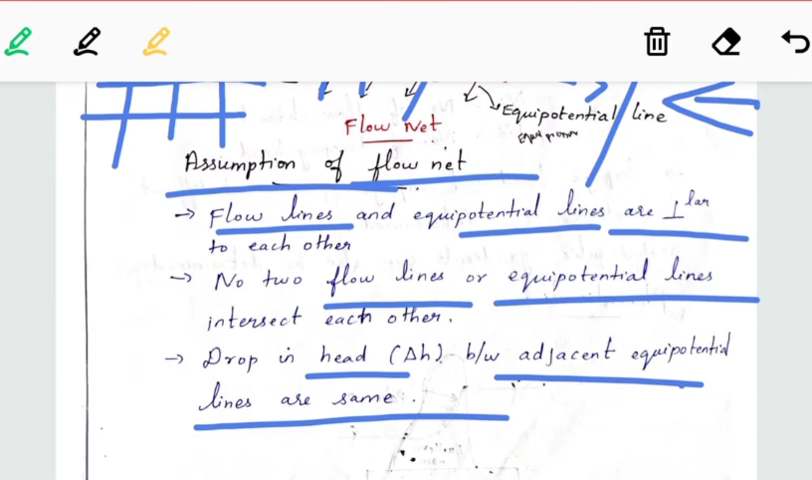 Equipotential line
Flow Net
Assumption of flow net
→ Flow lines and equipotential lines are ⊥lar
to each other
→ No two flow lines or equipotential lines
intersect each other.
→ Drop in head (Δh) b/w adjacent equipotential
lines are same.